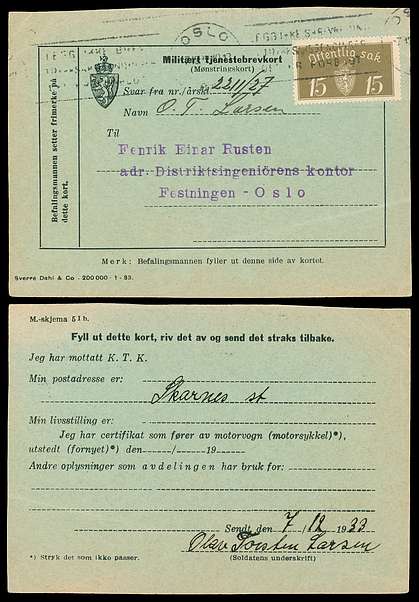 OSLO
Militært tjenestebrevkort
(Mønstringskort)
Offentlig sak
15 15
Svar fra nr./årskl. 2211/27
Navn O. T. Larsen
Til
Befalingsmannen setter frimerke på
dette kort.
Henrik Einar Rusten
adr. Distriktsingeniørens kontor
Festningen - Oslo
Merk: Befalingsmannen fyller ut denne side av kortet.
Sverre Dahl & Co - 200 000 - 1 - 33.
M.-skjema 51 b.
Fyll ut dette kort, riv det av og send det straks tilbake.
Jeg har mottatt K. T. K.
Min postadresse er:
Skarnes st
Min livsstilling er:
Jeg har certifikat som fører av motorvogn (motorsykkel)*),
utstedt (fornyet)*) den / 19
Andre oplysninger som avdelingen har bruk for:
Sendt den 7 / 12 1933
Olav Torsten Larsen
(Soldatens underskrift)
*) Stryk det som ikke passer.